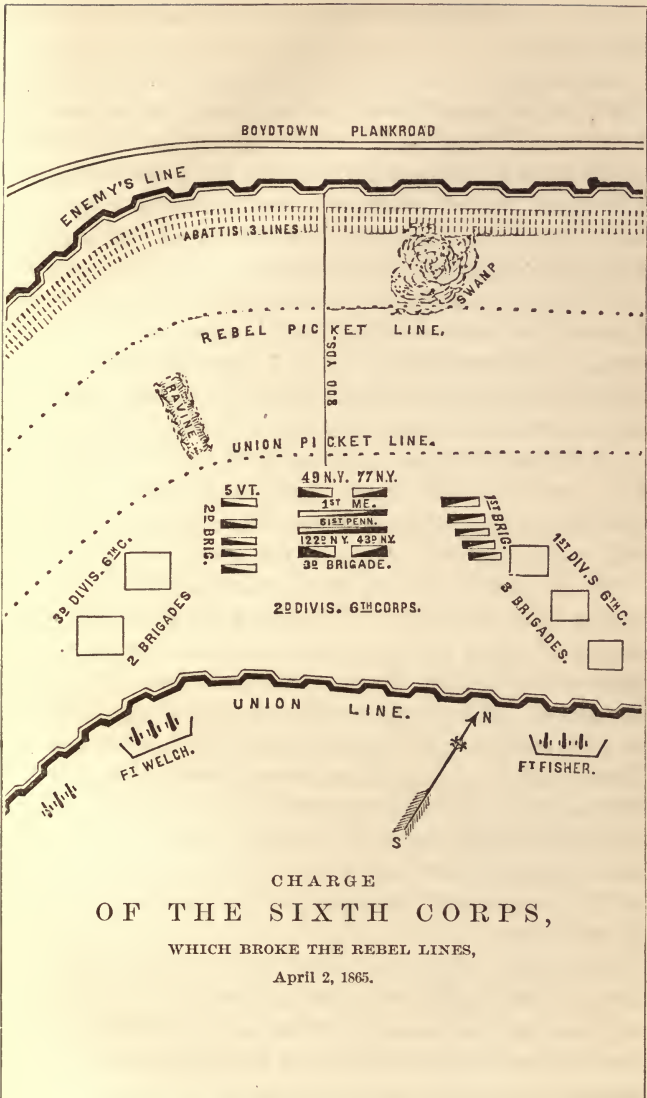 BOYDTOWN PLANKROAD
ENEMY'S LINE
ABATTIS 3 LINES
SWANP
REBEL PICKET LINE.
800 YDS.
RAVINE
UNION PICKET LINE.
49 N.Y. 77 N.Y.
5 VT.
1ST ME.
61ST PENN.
122D N.Y. 43D N.Y.
3D BRIGADE.
2D BRIG.
1ST BRIG.
3D DIVIS. 6TH C.
2 BRIGADES
1ST DIV.S 6TH C.
3 BRIGADES.
2D DIVIS. 6TH CORPS.
UNION LINE.
FT WELCH.
N
S
FT FISHER.
CHARGE
OF THE SIXTH CORPS,
WHICH BROKE THE REBEL LINES,
April 2, 1865.